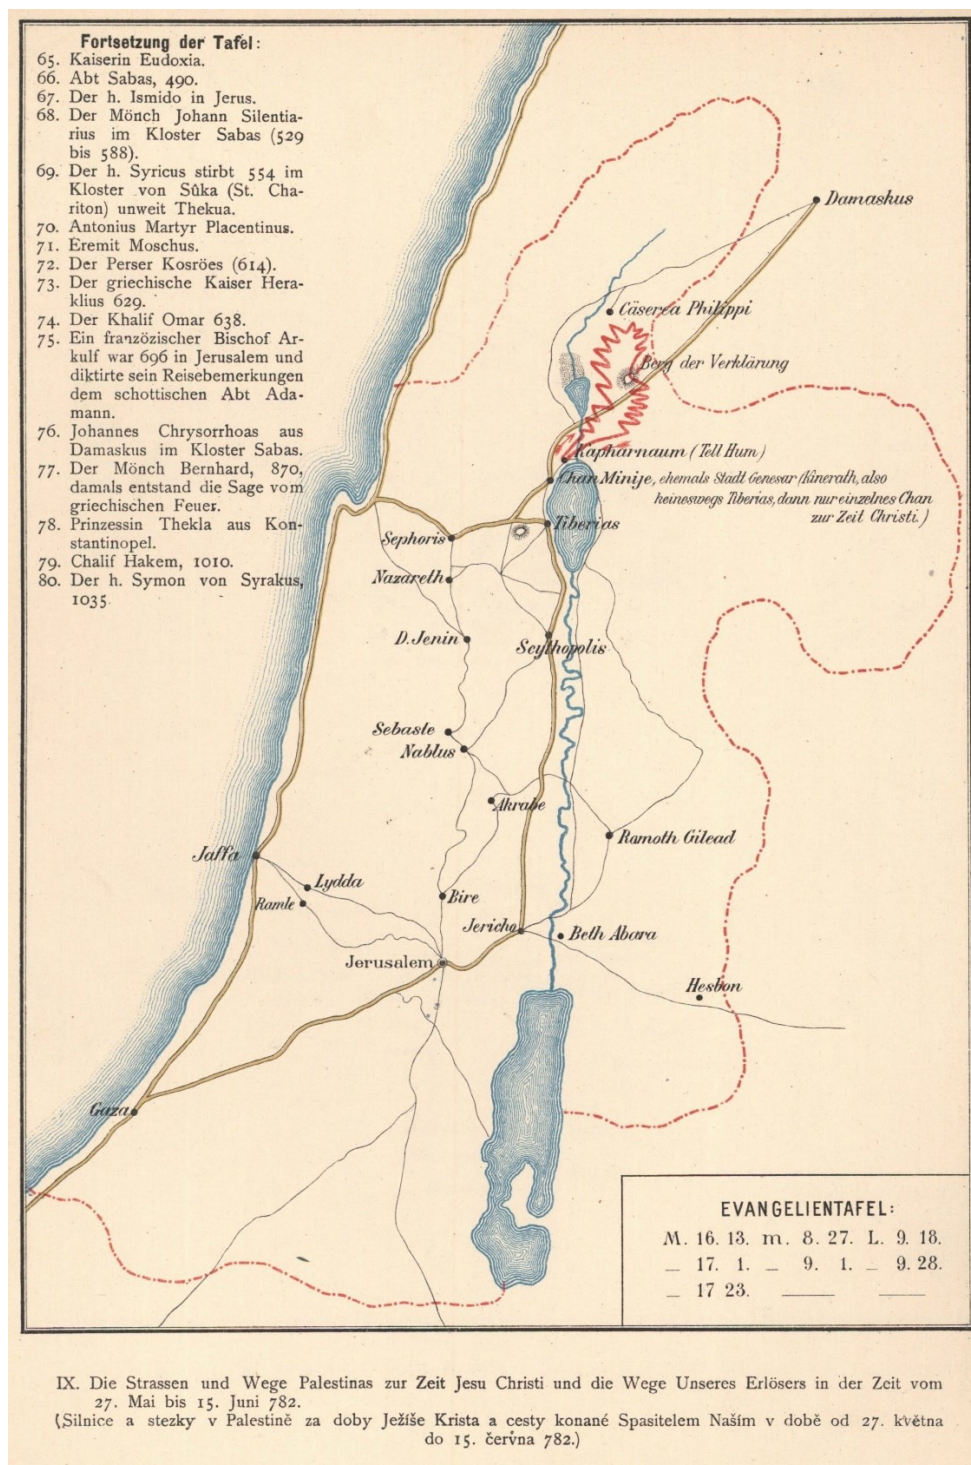 Fortsetzung der Tafel:
65. Kaiserin Eudoxia.
66. Abt Sabas, 490.
67. Der h. Ismido in Jerus.
68. Der Mönch Johann Silentia-
rius im Kloster Sabas (529
bis 588).
69. Der h. Syricus stirbt 554 im
Kloster von Sûka (St. Cha-
riton) unweit Thekua.
70. Antonius Martyr Placentinus.
71. Eremit Moschus.
72. Der Perser Kosröes (614).
73. Der griechische Kaiser Hera-
klius 629.
74. Der Khalif Omar 638.
75. Ein französischer Bischof Ar-
kulf war 696 in Jerusalem und
diktirte sein Reisebemerkungen
dem schottischen Abt Ada-
mann.
76. Johannes Chrysorrhoas aus
Damaskus im Kloster Sabas.
77. Der Mönch Bernhard, 870,
damals entstand die Sage vom
griechischen Feuer.
78. Prinzessin Thekla aus Kon-
stantinopel.
79. Chalif Hakem, 1010.
80. Der h. Symon von Syrakus,
1035.
Damaskus
Cäserea Philippi
Berg der Verklärung
Kapharnaum (Tell Hum)
Chan Minije, ehemals Stadt Genesar (Kinerath, also
keineswegs Tiberias, dann nur einzelnes Chan
zur Zeit Christi.)
Tiberias
Sephoris
Nazareth
D. Jenin
Scythopolis
Sebaste
Nablus
Akrabe
Ramoth Gilead
Jaffa
Lydda
Ramle
Bire
Jericho
Beth Abara
Jerusalem
Hesbon
Gaza
EVANGELIENTAFEL:
M. 16. 13. m. 8. 27. L. 9. 18.
_ 17. 1. _ 9. 1. _ 9. 28.
_ 17 23. ___ ___
IX. Die Strassen und Wege Palestinas zur Zeit Jesu Christi und die Wege Unseres Erlösers in der Zeit vom
27. Mai bis 15. Juni 782.
(Silnice a stezky v Palestině za doby Ježíše Krista a cesty konané Spasitelem Naším v době od 27. května
do 15. června 782.)